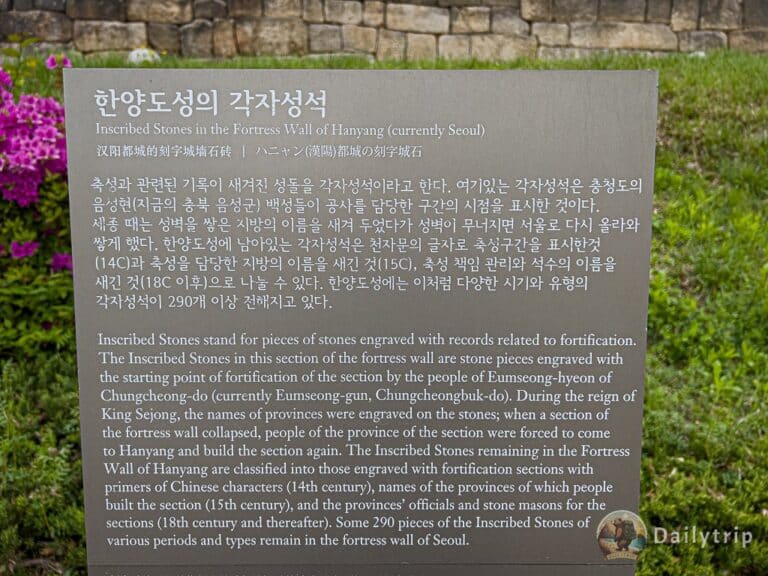 한양도성의 각자성석
Inscribed Stones in the Fortress Wall of Hanyang (currently Seoul)
汉阳都城的刻字城墙石砖 | ハニャン(漢陽)都城の刻字城石
축성과 관련된 기록이 새겨진 성돌을 각자성석이라고 한다. 여기있는 각자성석은 충청도의
음성현(지금의 충북 음성군) 백성들이 공사를 담당한 구간의 시점을 표시한 것이다.
세종 때는 성벽을 쌓은 지방의 이름을 새겨 두었다가 성벽이 무너지면 서울로 다시 올라와
쌓게 했다. 한양도성에 남아있는 각자성석은 천자문의 글자로 축성구간을 표시한것
(14C)과 축성을 담당한 지방의 이름을 새긴 것(15C), 축성 책임 관리와 석수의 이름을
새긴 것(18C 이후)으로 나눌 수 있다. 한양도성에는 이처럼 다양한 시기와 유형의
각자성석이 290개 이상 전해지고 있다.
Inscribed Stones stand for pieces of stones engraved with records related to fortification.
The Inscribed Stones in this section of the fortress wall are stone pieces engraved with
the starting point of fortification of the section by the people of Eumseong-hyeon of
Chungcheong-do (currently Eumseong-gun, Chungcheongbuk-do). During the reign of
King Sejong, the names of provinces were engraved on the stones; when a section of
the fortress wall collapsed, people of the province of the section were forced to come
to Hanyang and build the section again. The Inscribed Stones remaining in the Fortress
Wall of Hanyang are classified into those engraved with fortification sections with
primers of Chinese characters (14th century), names of the provinces of which people
built the section (15th century), and the provinces' officials and stone masons for the
sections (18th century and thereafter). Some 290 pieces of the Inscribed Stones of
various periods and types remain in the fortress wall of Seoul.
Dailytrip